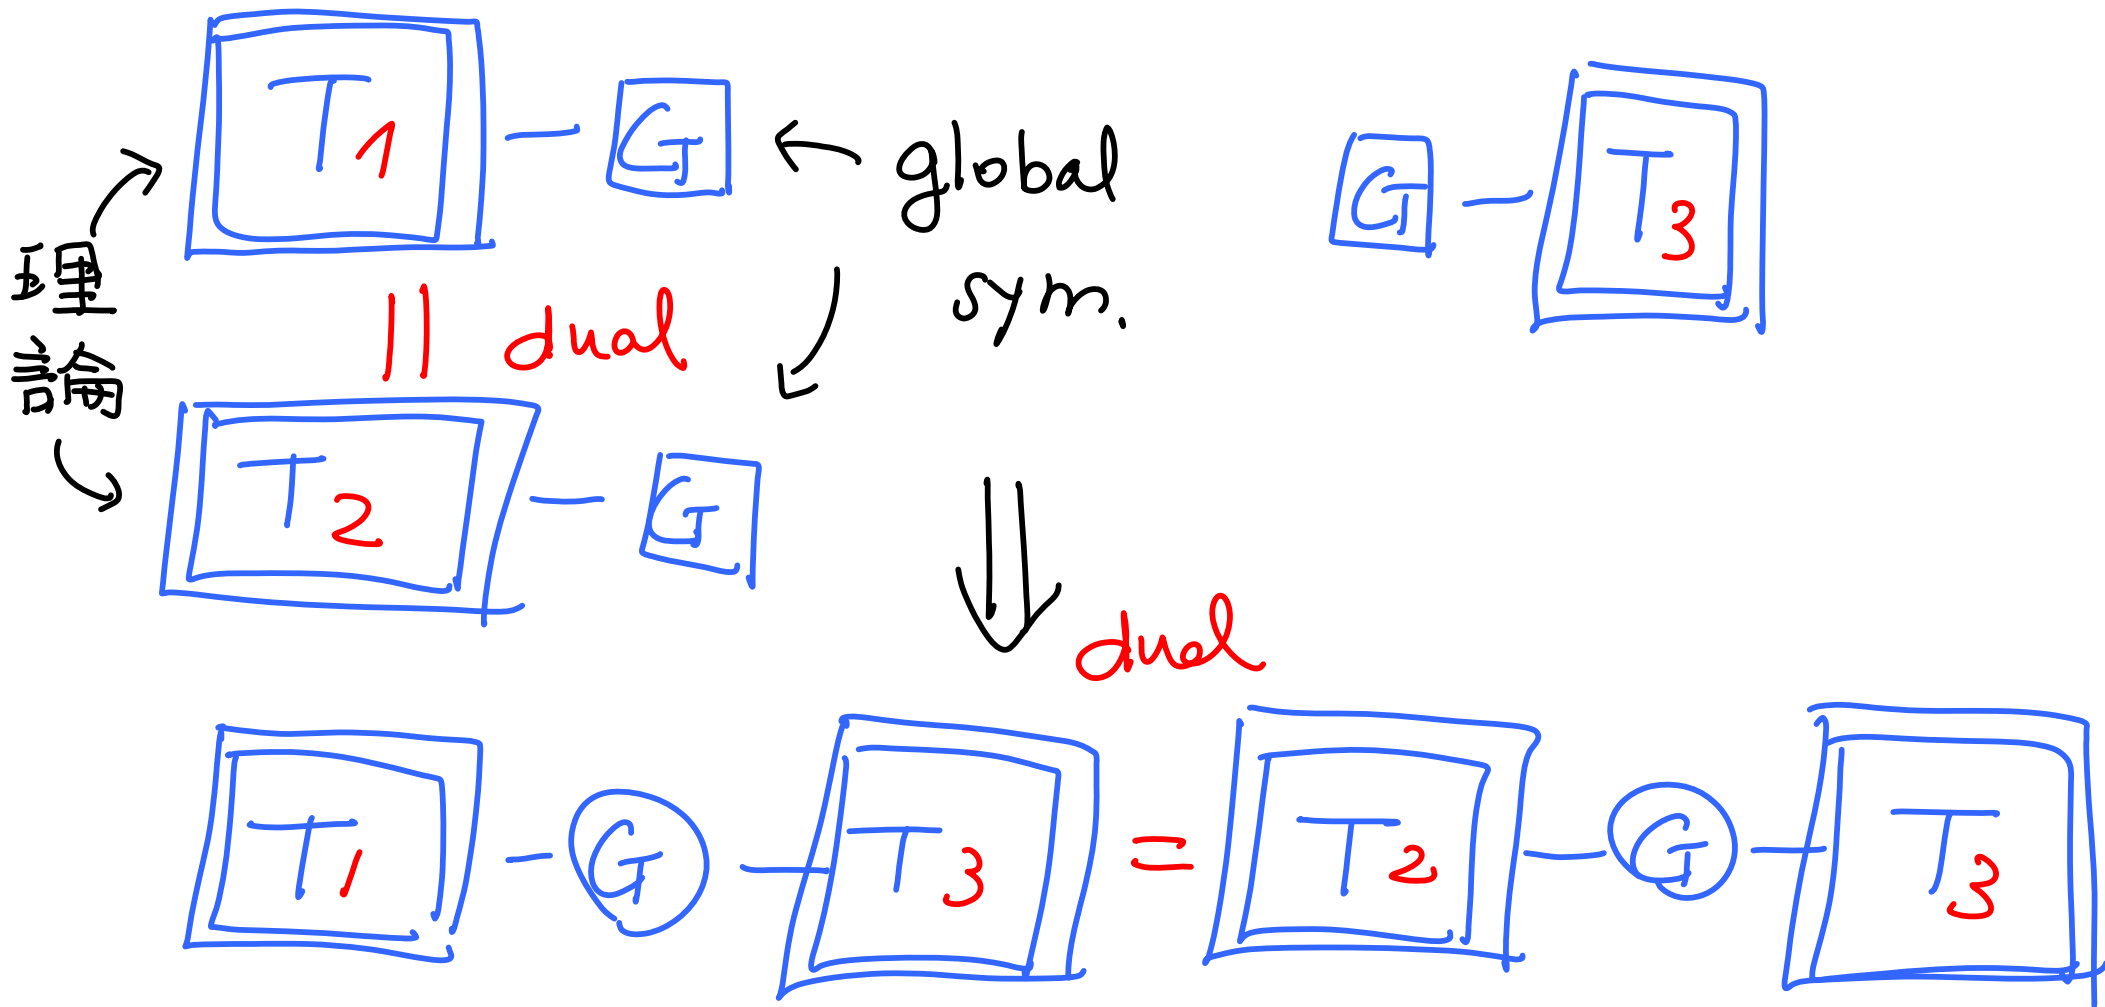 T1 — G ← global sym.
G — T3
理論
|| dual
T2 — G
⇓ dual
T1 — G — T3 = T2 — G — T3